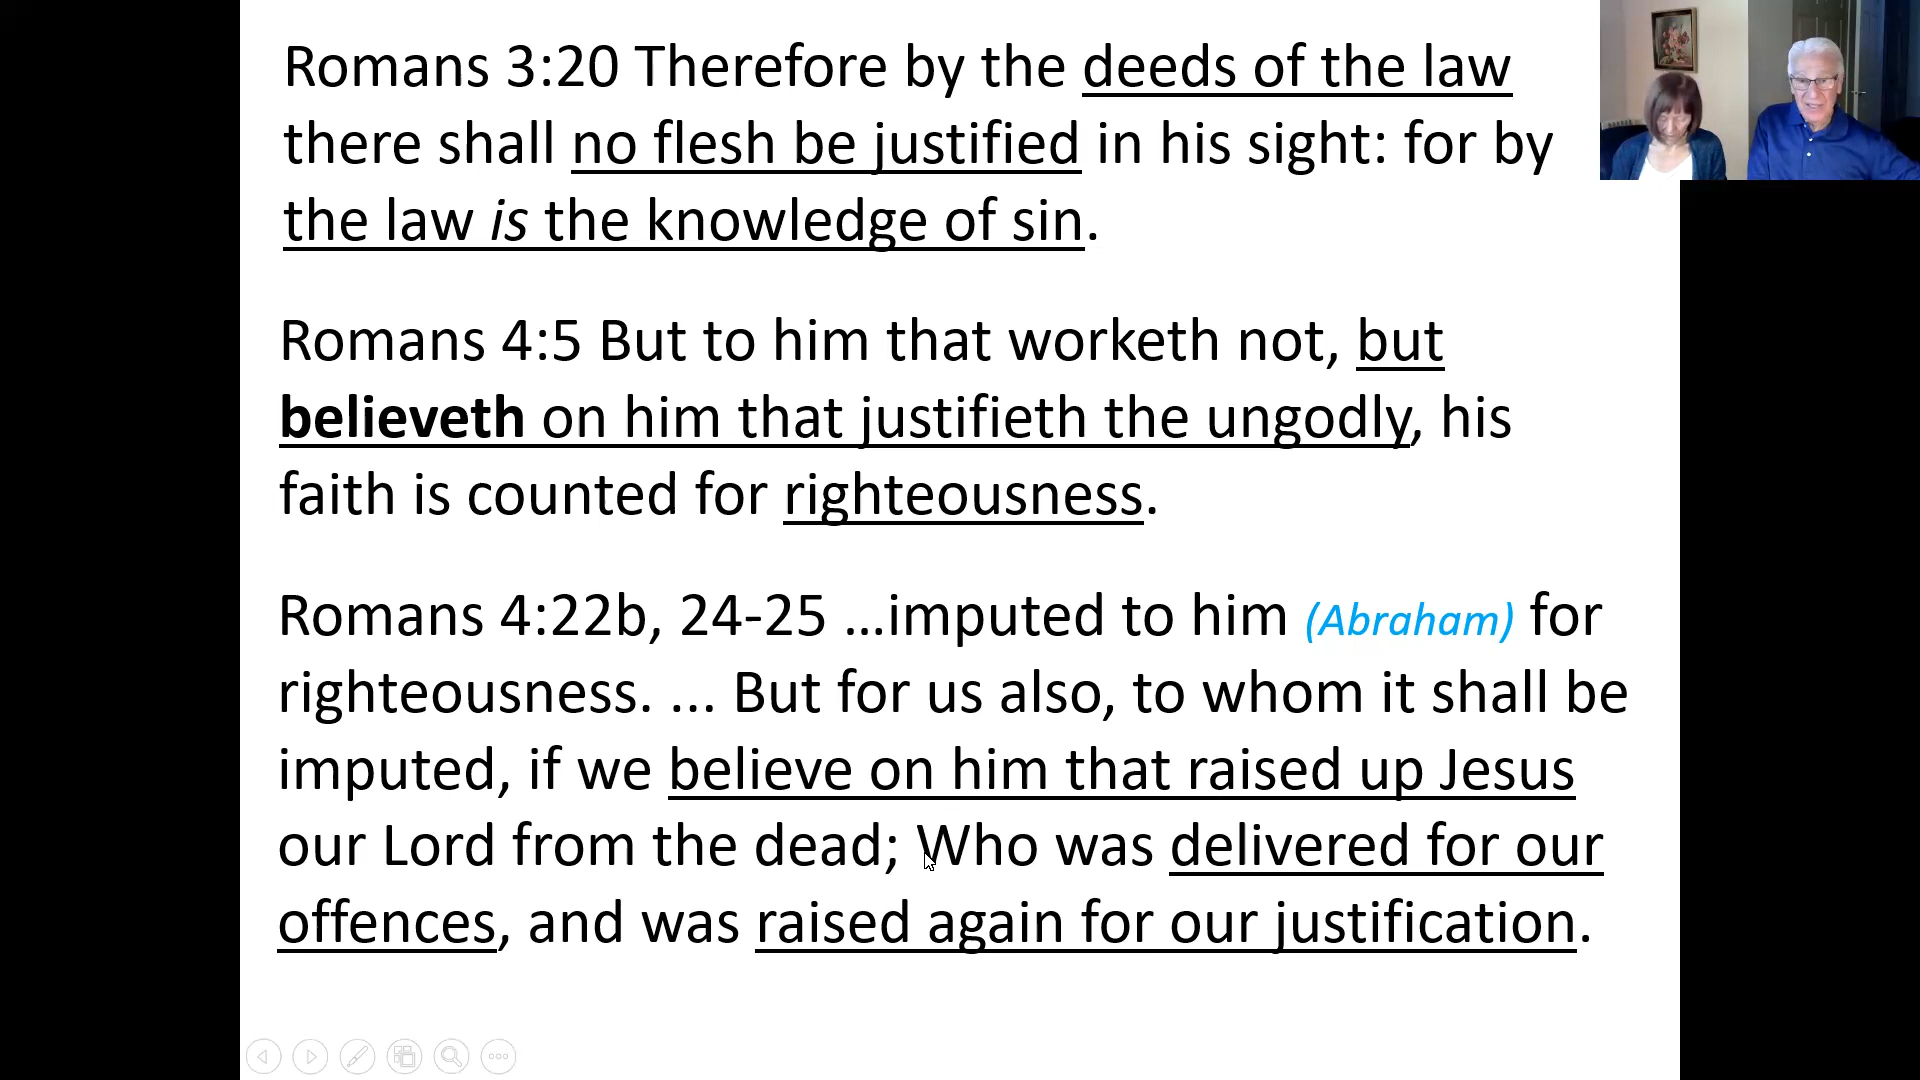 Romans 3:20 Therefore by the deeds of the law
there shall no flesh be justified in his sight: for by
the law is the knowledge of sin.
Romans 4:5 But to him that worketh not, but
believeth on him that justifieth the ungodly, his
faith is counted for righteousness.
Romans 4:22b, 24-25 …imputed to him (Abraham) for
righteousness. … But for us also, to whom it shall be
imputed, if we believe on him that raised up Jesus
our Lord from the dead; Who was delivered for our
offences, and was raised again for our justification.